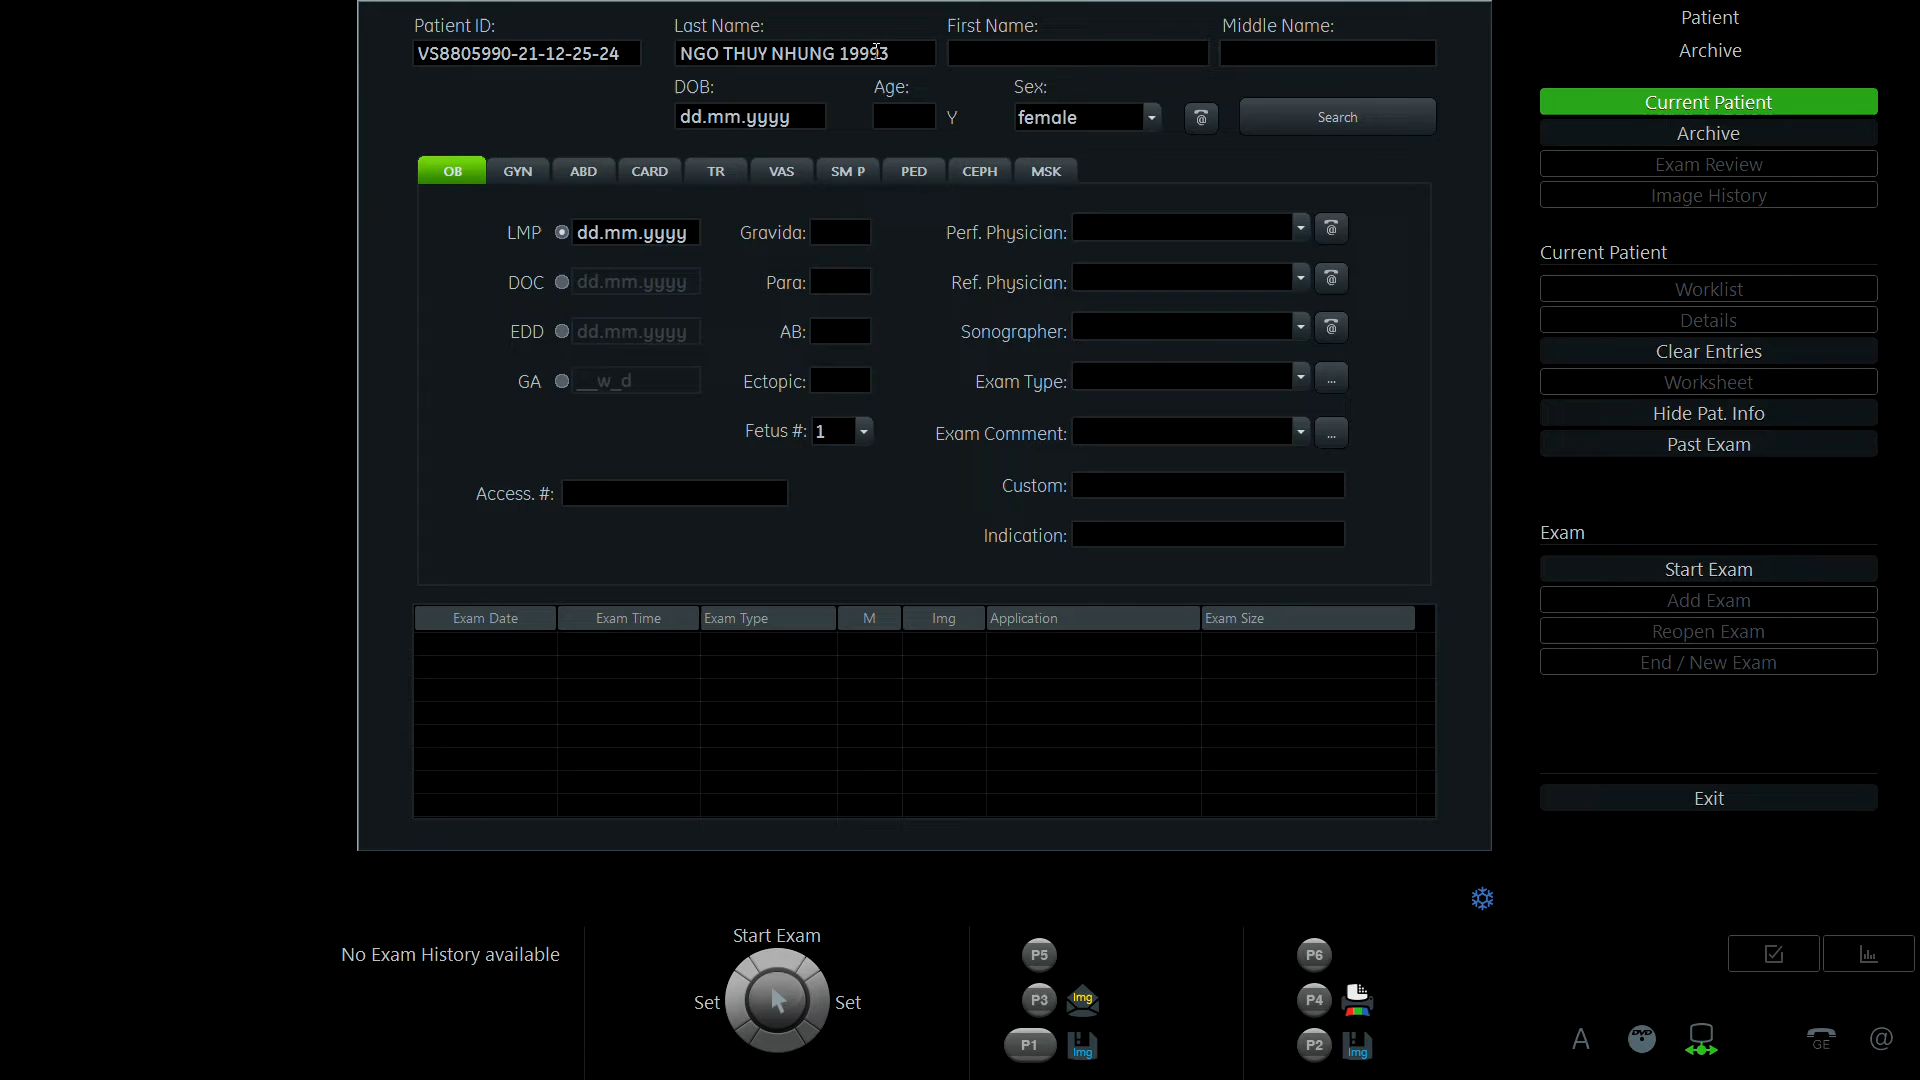 Patient ID: Last Name: First Name: Middle Name:
VS8805990-21-12-25-24 NGO THUY NHUNG 19993
DOB: Age: Sex:
dd.mm.yyyy Y female @ Search
OB GYN ABD CARD TR VAS SM P PED CEPH MSK
LMP dd.mm.yyyy Gravida: Perf. Physician: @
DOC dd.mm.yyyy Para: Ref. Physician: @
EDD dd.mm.yyyy AB: Sonographer: @
GA __w_d Ectopic: Exam Type: ...
Fetus #: 1 Exam Comment: ...
Access. #: Custom:
Indication:
Exam Date Exam Time Exam Type M Img Application Exam Size
Patient
Archive
Current Patient
Archive
Exam Review
Image History
Current Patient
Worklist
Details
Clear Entries
Worksheet
Hide Pat. Info
Past Exam
Exam
Start Exam
Add Exam
Reopen Exam
End / New Exam
Exit
No Exam History available
Start Exam
Set Set
P5 P6
P3 Img P4
P1 Img P2 Img
A DVD GE @